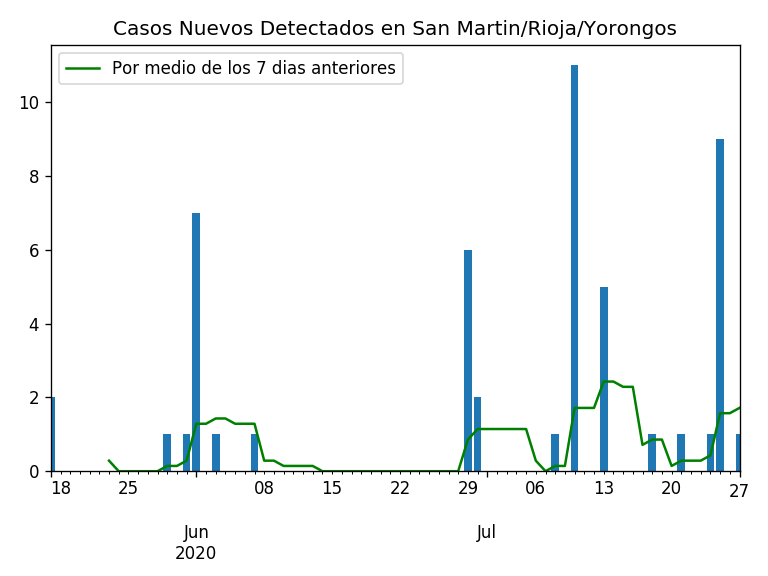 Casos Nuevos Detectados en San Martin/Rioja/Yorongos
Por medio de los 7 dias anteriores
10
8
6
4
2
0
18 25 08 15 22 29 06 13 20 27
Jun Jul
2020